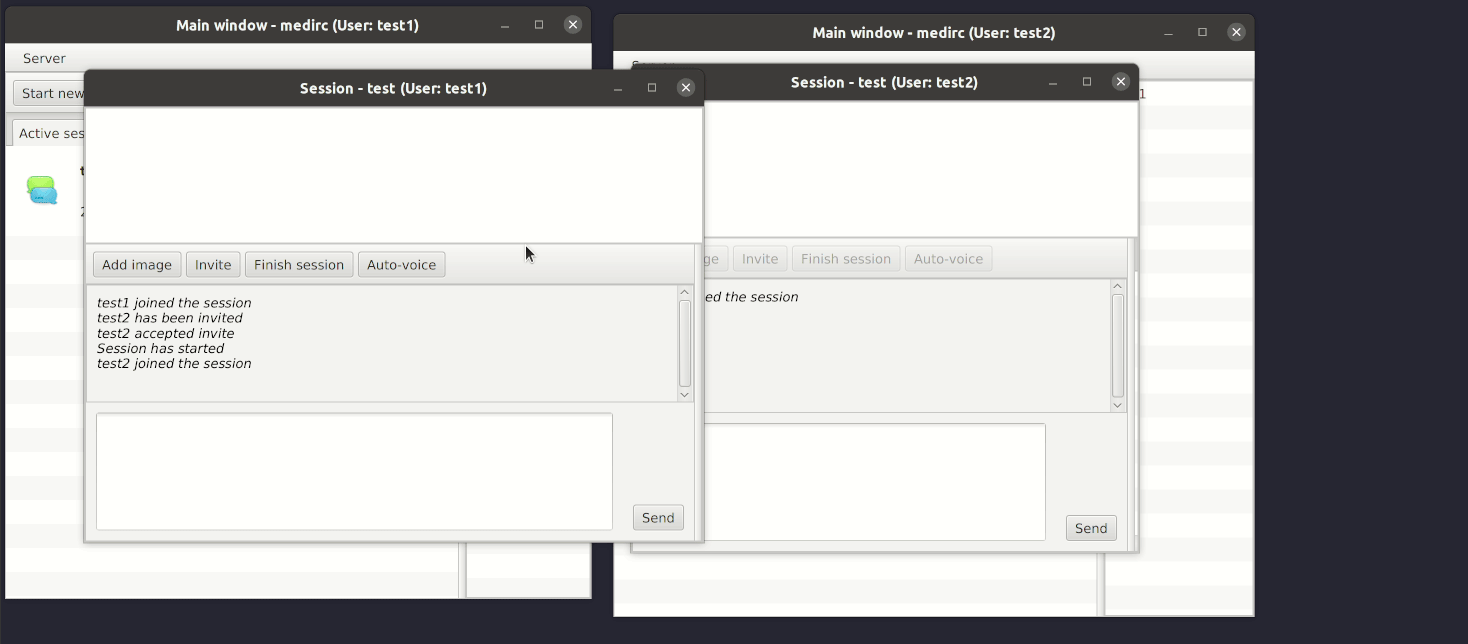 Main window - medirc (User: test1)
Server
Start new
Active ses
Session - test (User: test1)
Add image
Invite
Finish session
Auto-voice
test1 joined the session
test2 has been invited
test2 accepted invite
Session has started
test2 joined the session
Send
Main window - medirc (User: test2)
Session - test (User: test2)
ge
Invite
Finish session
Auto-voice
ed the session
Send
1